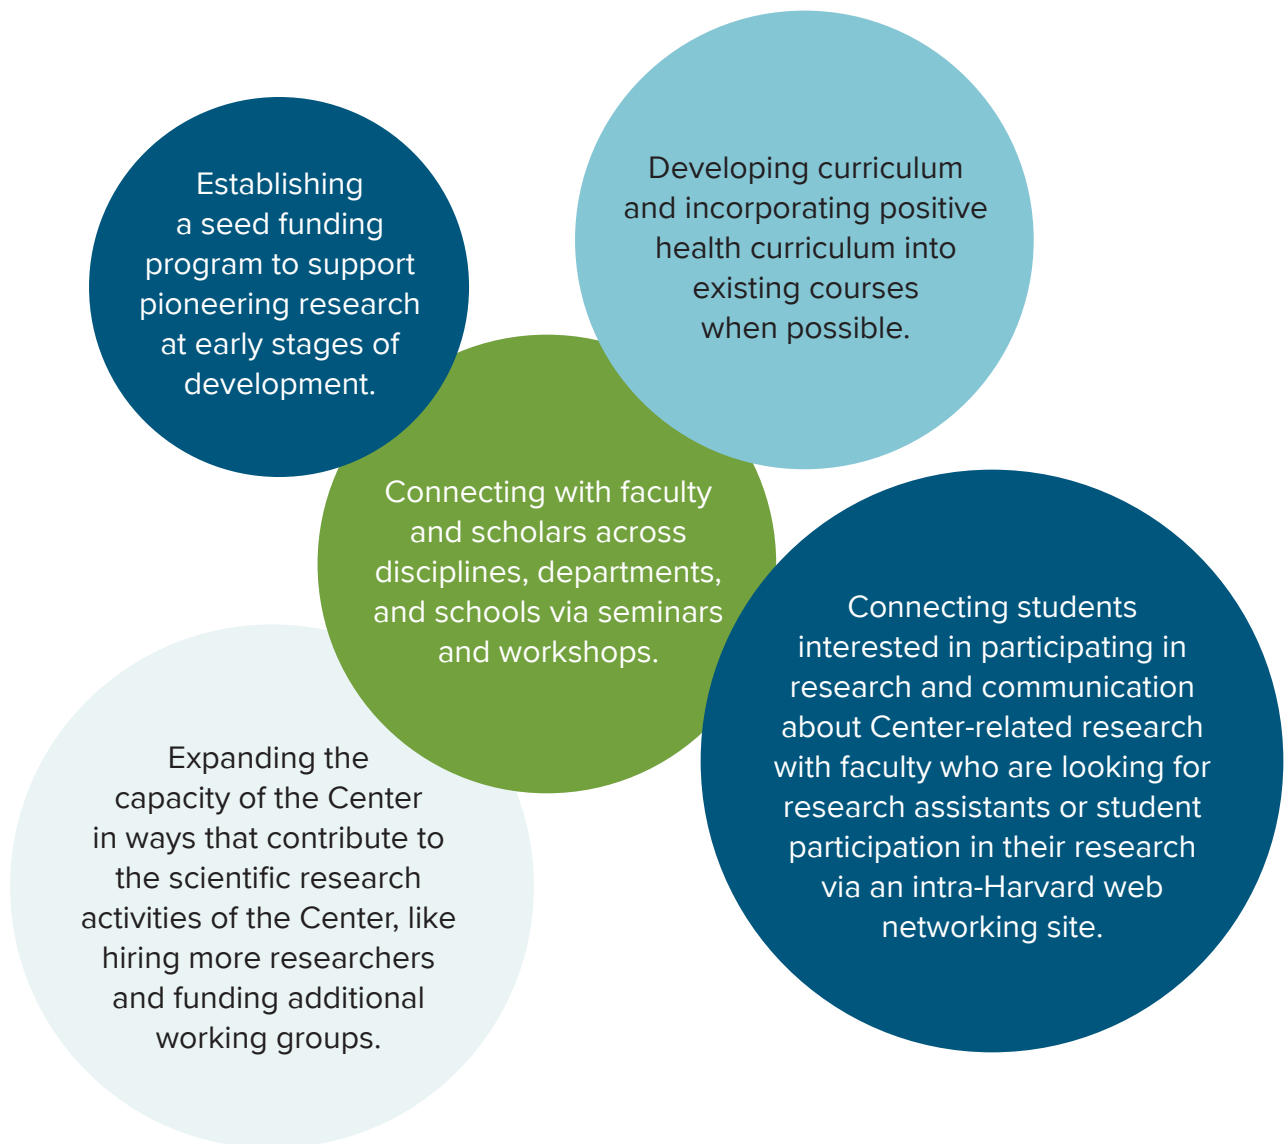 Establishing
a seed funding
program to support
pioneering research
at early stages of
development.
Developing curriculum
and incorporating positive
health curriculum into
existing courses
when possible.
Connecting with faculty
and scholars across
disciplines, departments,
and schools via seminars
and workshops.
Connecting students
interested in participating in
research and communication
about Center-related research
with faculty who are looking for
research assistants or student
participation in their research
via an intra-Harvard web
networking site.
Expanding the
capacity of the Center
in ways that contribute to
the scientific research
activities of the Center, like
hiring more researchers
and funding additional
working groups.